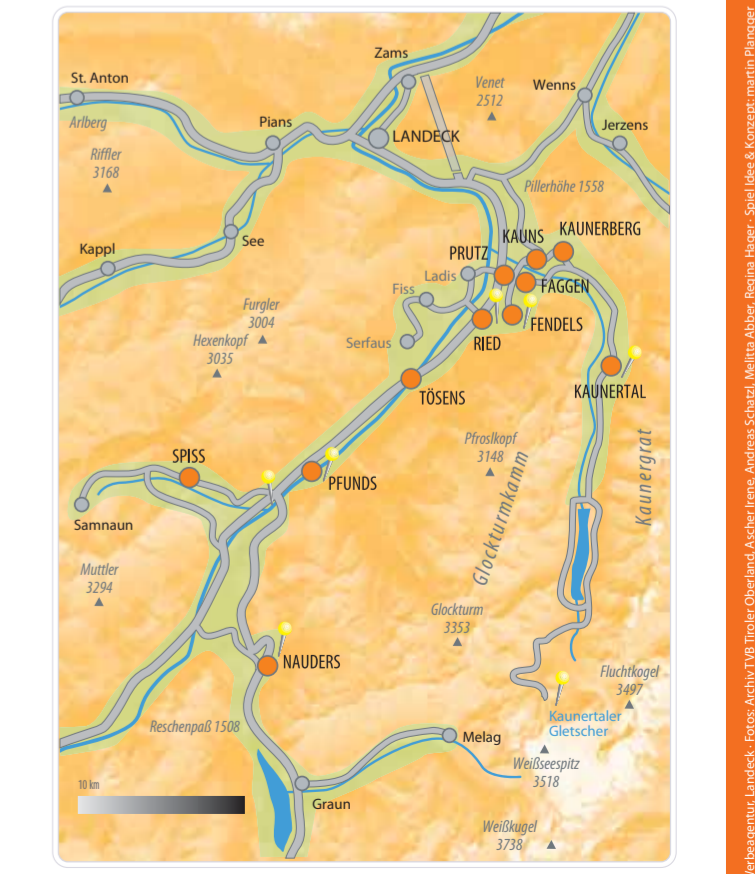 Zams
St. Anton
Venet
2512
Wenns
Arlberg
Pians
LANDECK
Jerzens
Riffler
3168
Pillerhöhe 1558
See
Kappl
KAUNERBERG
KAUNS
PRUTZ
Ladis
FAGGEN
Fiss
FENDELS
Furgler
3004
Hexenkopf
3035
Serfaus
RIED
KAUNERTAL
TÖSENS
Pfroslkopf
3148
SPISS
PFUNDS
Glockturmkamm
Kaunergrat
Samnaun
Muttler
3294
Glockturm
3353
NAUDERS
Fluchtkogel
3497
Kaunertaler
Gletscher
Reschenpaß 1508
Melag
Weißseespitz
3518
10 km
Graun
Weißkugel
3738
Landeck · Fotos: Archiv TVB Tiroler Oberland, Ascher Irene, Andreas Schatzl, Melitta Abber, Regina Hager · Spiel Idee & Konzept: martin Plangger